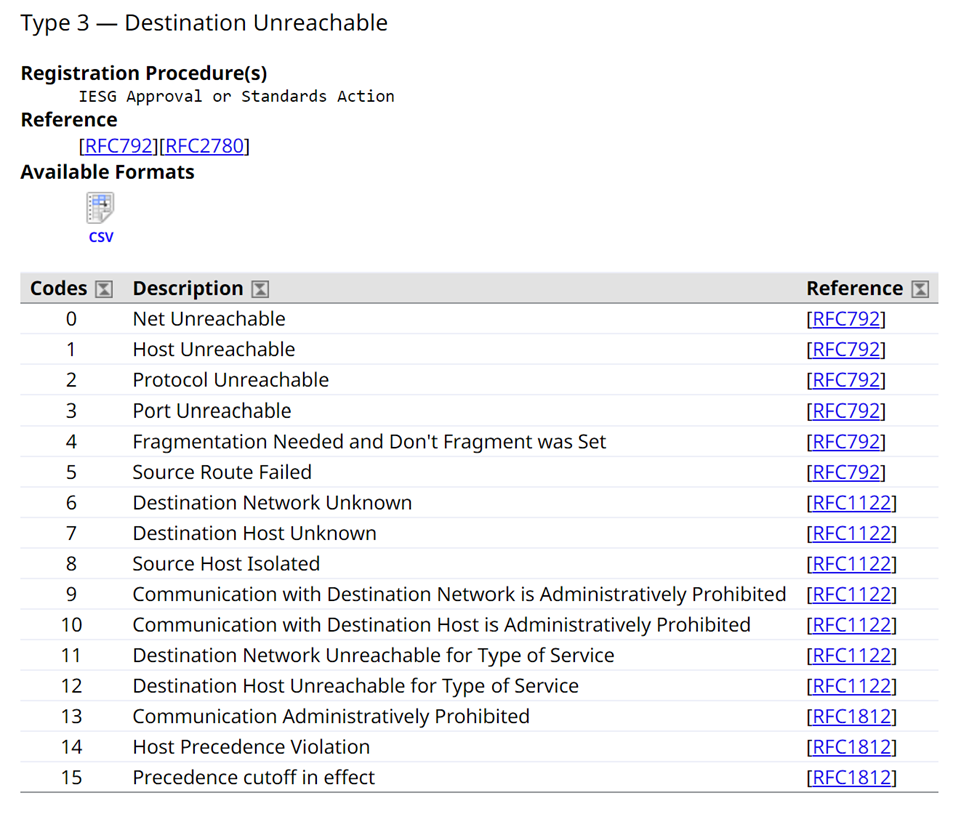 Type 3 — Destination Unreachable
Registration Procedure(s)
IESG Approval or Standards Action
Reference
[RFC792][RFC2780]
Available Formats
CSV
Codes Description Reference
0 Net Unreachable [RFC792]
1 Host Unreachable [RFC792]
2 Protocol Unreachable [RFC792]
3 Port Unreachable [RFC792]
4 Fragmentation Needed and Don't Fragment was Set [RFC792]
5 Source Route Failed [RFC792]
6 Destination Network Unknown [RFC1122]
7 Destination Host Unknown [RFC1122]
8 Source Host Isolated [RFC1122]
9 Communication with Destination Network is Administratively Prohibited [RFC1122]
10 Communication with Destination Host is Administratively Prohibited [RFC1122]
11 Destination Network Unreachable for Type of Service [RFC1122]
12 Destination Host Unreachable for Type of Service [RFC1122]
13 Communication Administratively Prohibited [RFC1812]
14 Host Precedence Violation [RFC1812]
15 Precedence cutoff in effect [RFC1812]